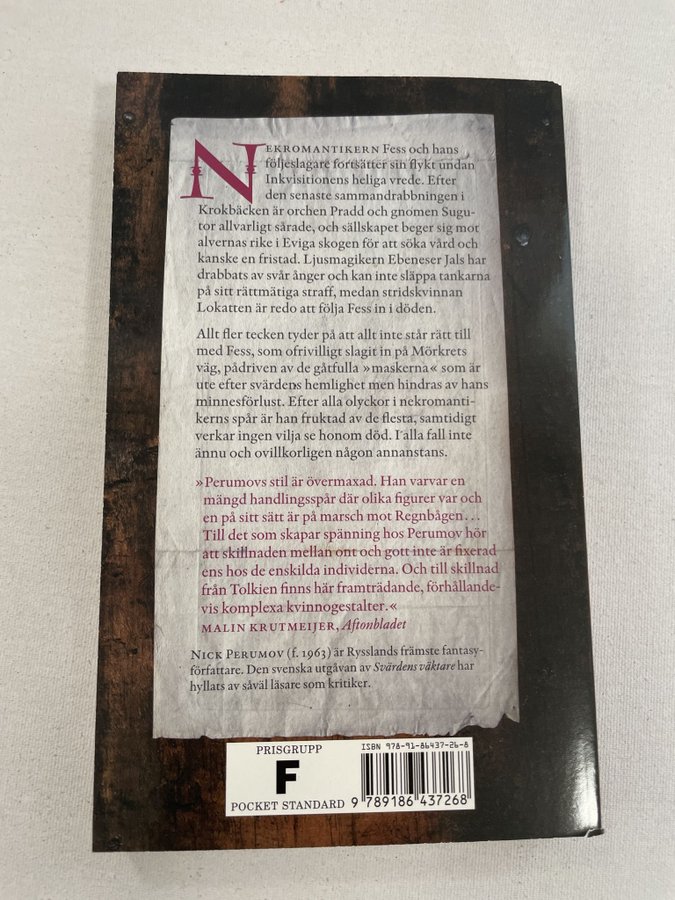 NEKROMANTIKERN Fess och hans
följeslagare fortsätter sin flykt undan
Inkvisitionens heliga vrede. Efter
den senaste sammandrabbningen i
Krokbäcken är orchen Pradd och gnomen Sugu-
tor allvarligt sårade, och sällskapet beger sig mot
alvernas rike i Eviga skogen för att söka vård och
kanske en fristad. Ljusmagikern Ebeneser Jals har
drabbats av svår ånger och kan inte släppa tankarna
på sitt rättmätiga straff, medan stridskvinnan
Lokatten är redo att följa Fess in i döden.
Allt fler tecken tyder på att allt inte står rätt till
med Fess, som ofrivilligt slagit in på Mörkrets
väg, pådriven av de gåtfulla »maskerna« som är
ute efter svärdens hemlighet men hindras av hans
minnesförlust. Efter alla olyckor i nekromanti-
kerns spår är han fruktad av de flesta, samtidigt
verkar ingen vilja se honom död. I alla fall inte
ännu och ovillkorligen någon annanstans.
»Perumovs stil är övermaxad. Han varvar en
mängd handlingsspår där olika figurer var och
en på sitt sätt är på marsch mot Regnbågen...
Till det som skapar spänning hos Perumov hör
att skillnaden mellan ont och gott inte är fixerad
ens hos de enskilda individerna. Och till skillnad
från Tolkien finns här framträdande, förhållande-
vis komplexa kvinnogestalter.«
MALIN KRUTMEIJER, Aftonbladet
NICK PERUMOV (f. 1963) är Rysslands främste fantasy-
författare. Den svenska utgåvan av Svärdens väktare har
hyllats av såväl läsare som kritiker.
PRISGRUPP
F
POCKET STANDARD
ISBN 978-91-86437-26-8
9 789186 437268